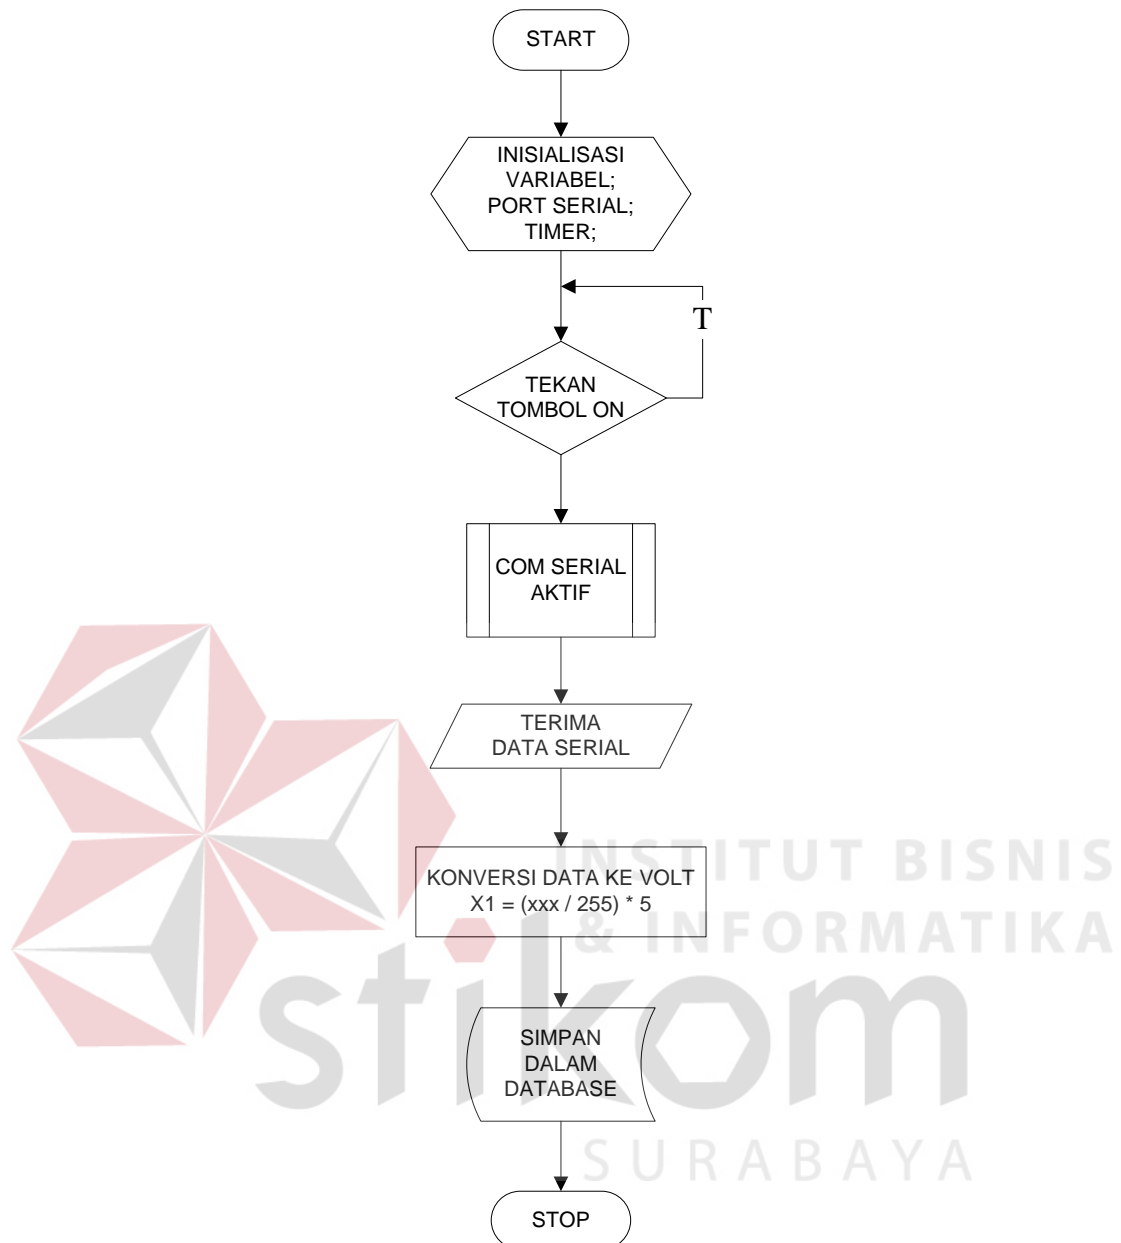 START
INISIALISASI
VARIABEL;
PORT SERIAL;
TIMER;
T
TEKAN
TOMBOL ON
COM SERIAL
AKTIF
TERIMA
DATA SERIAL
KONVERSI DATA KE VOLT
X1 = (xxx / 255) * 5
INSTITUT BISNIS
& INFORMATIKA
stikom
SURABAYA
SIMPAN
DALAM
DATABASE
STOP